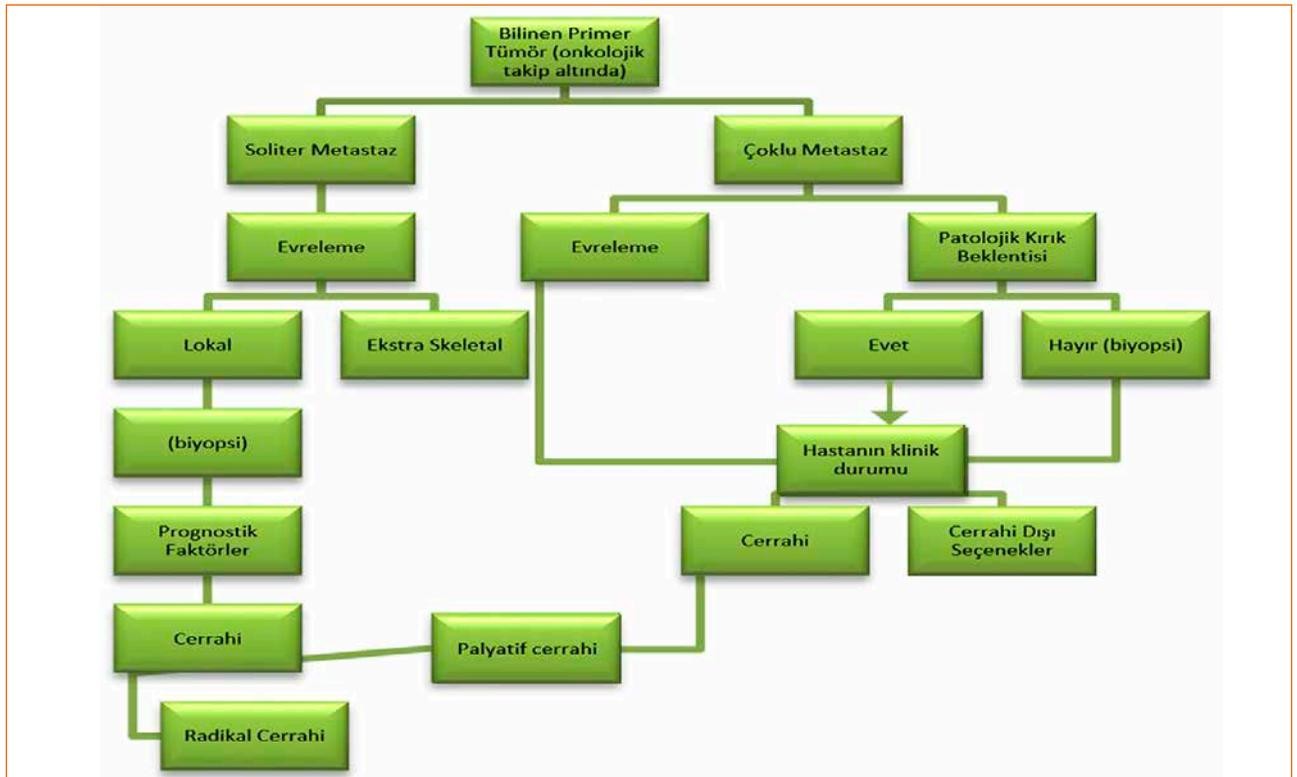 Bilinen Primer
Tümör (onkolojik
takip altında)
Soliter Metastaz
Çoklu Metastaz
Evreleme
Evreleme
Patolojik Kırık
Beklentisi
Lokal
Ekstra Skeletal
Evet
Hayır (biyopsi)
(biyopsi)
Hastanın klinik
durumu
Prognostik
Faktörler
Cerrahi
Cerrahi Dışı
Seçenekler
Cerrahi
Palyatif cerrahi
Radikal Cerrahi